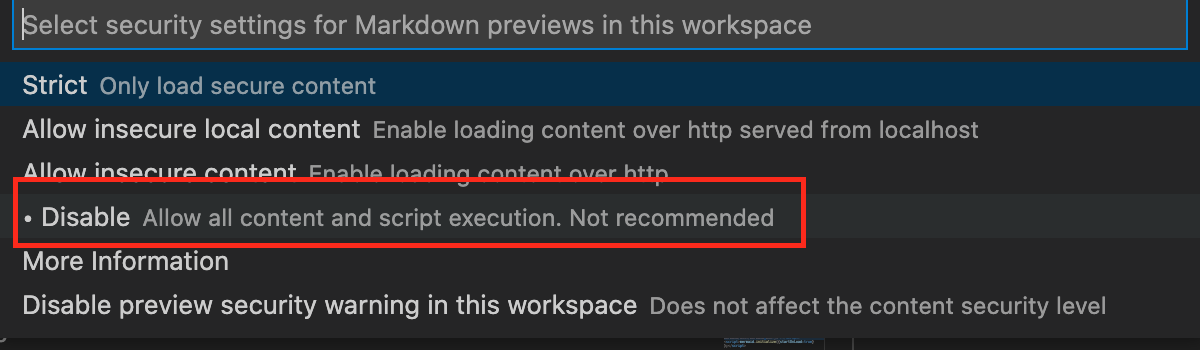 Select security settings for Markdown previews in this workspace
Strict Only load secure content
Allow insecure local content Enable loading content over http served from localhost
Allow insecure content Enable loading content over http
• Disable Allow all content and script execution. Not recommended
More Information
Disable preview security warning in this workspace Does not affect the content security level